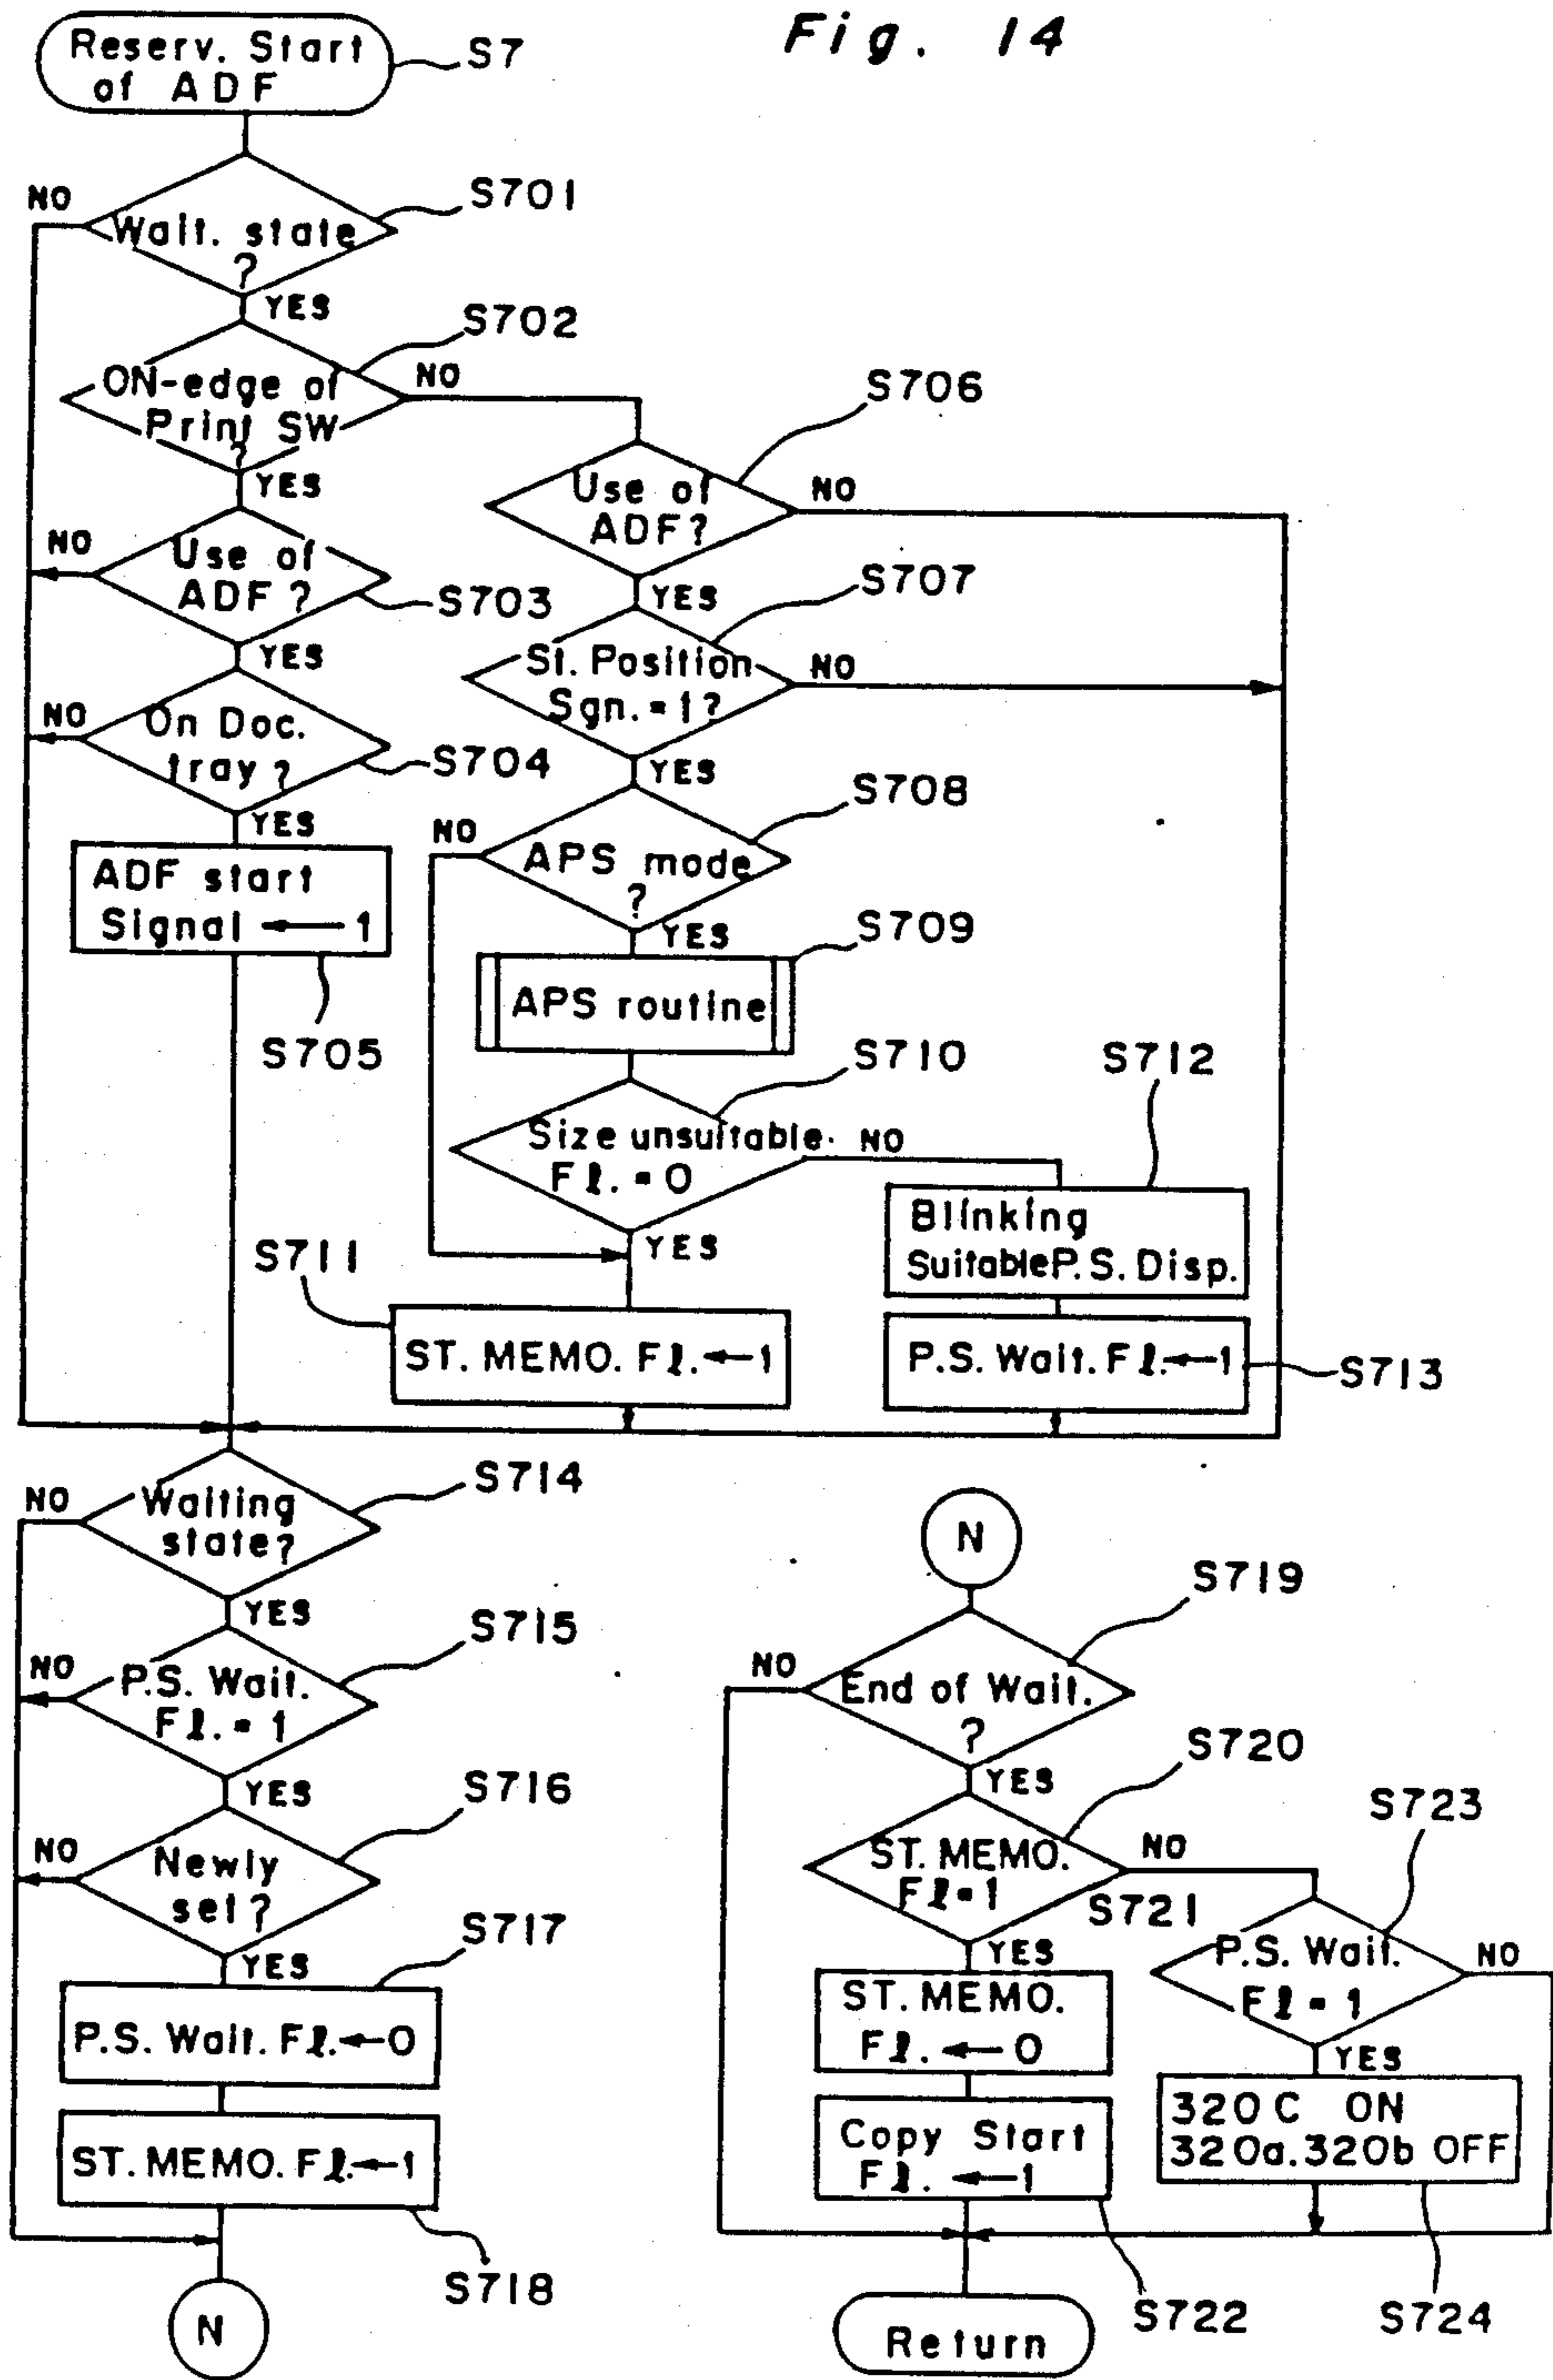 Fig. 14
Reserv. Start
of ADF
S7
NO
S701
Wait. state
?
YES
S702
ON-edge of
Print SW
?
NO
YES
S706
Use of
ADF?
NO
NO
Use of
ADF?
S703
YES
YES
S707
St. Position
Sgn. = 1?
NO
NO
On Doc.
tray?
S704
YES
YES
S708
NO
APS mode
?
ADF start
Signal ← 1
S705
YES
S709
APS routine
S710
Size unsuitable.
Fl. = 0
NO
S712
Blinking
Suitable P.S. Disp.
YES
S711
ST. MEMO. Fl. ← 1
P.S. Wait. Fl. ← 1
S713
NO
Waiting
state?
S714
YES
NO
P.S. Wait.
Fl. = 1
S715
YES
NO
Newly
set?
S716
YES
S717
P.S. Wait. Fl. ← 0
ST. MEMO. Fl. ← 1
S718
N
N
S719
NO
End of Wait.
?
YES
S720
ST. MEMO.
Fl = 1
NO
S723
S721
YES
P.S. Wait.
Fl = 1
NO
ST. MEMO.
Fl. ← 0
YES
320C ON
320a. 320b OFF
Copy Start
Fl. ← 1
S722
S724
Return